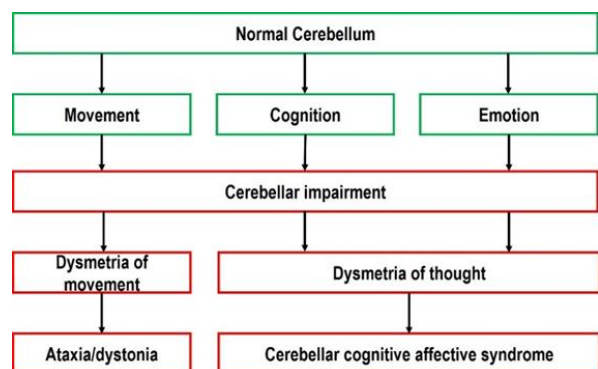 Normal Cerebellum
Movement
Cognition
Emotion
Cerebellar impairment
Dysmetria of
movement
Dysmetria of thought
Ataxia/dystonia
Cerebellar cognitive affective syndrome